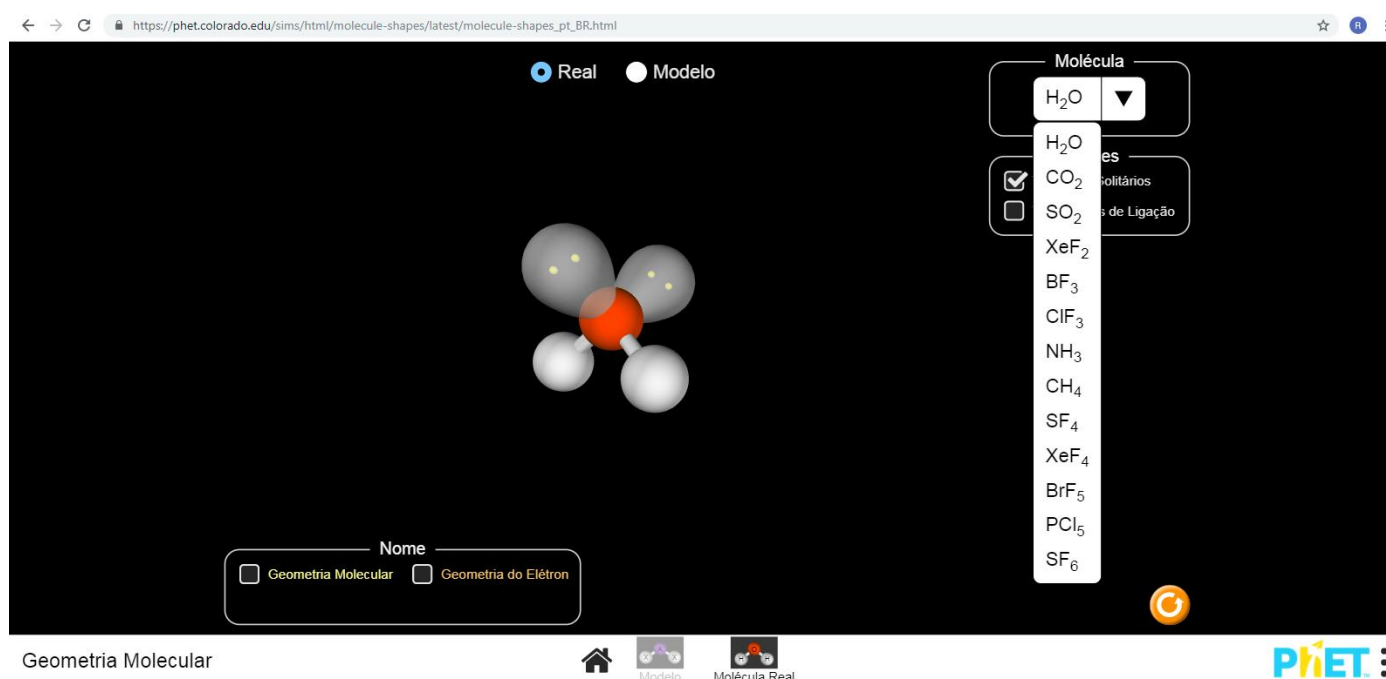 https://phet.colorado.edu/sims/html/molecule-shapes/latest/molecule-shapes_pt_BR.html
R
Real
Modelo
Molécula
H₂O
H₂O
CO₂
SO₂
XeF₂
BF₃
ClF₃
NH₃
CH₄
SF₄
XeF₄
BrF₅
PCl₅
SF₆
es
Solitários
s de Ligação
Nome
Geometria Molecular
Geometria do Elétron
Geometria Molecular
Modelo
Molécula Real
PhET